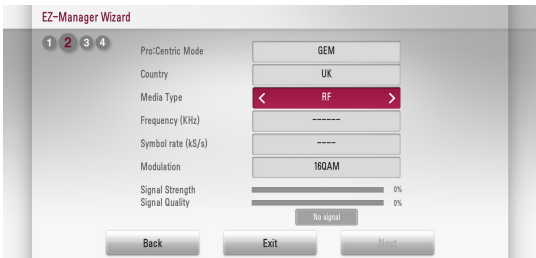 EZ-Manager Wizard
1 2 3 4
Pro:Centric Mode GEM
Country UK
Media Type < RF >
Frequency (KHz) ------
Symbol rate (kS/s) ----
Modulation 16QAM
Signal Strength 0%
Signal Quality 0%
No signal
Back Exit Next